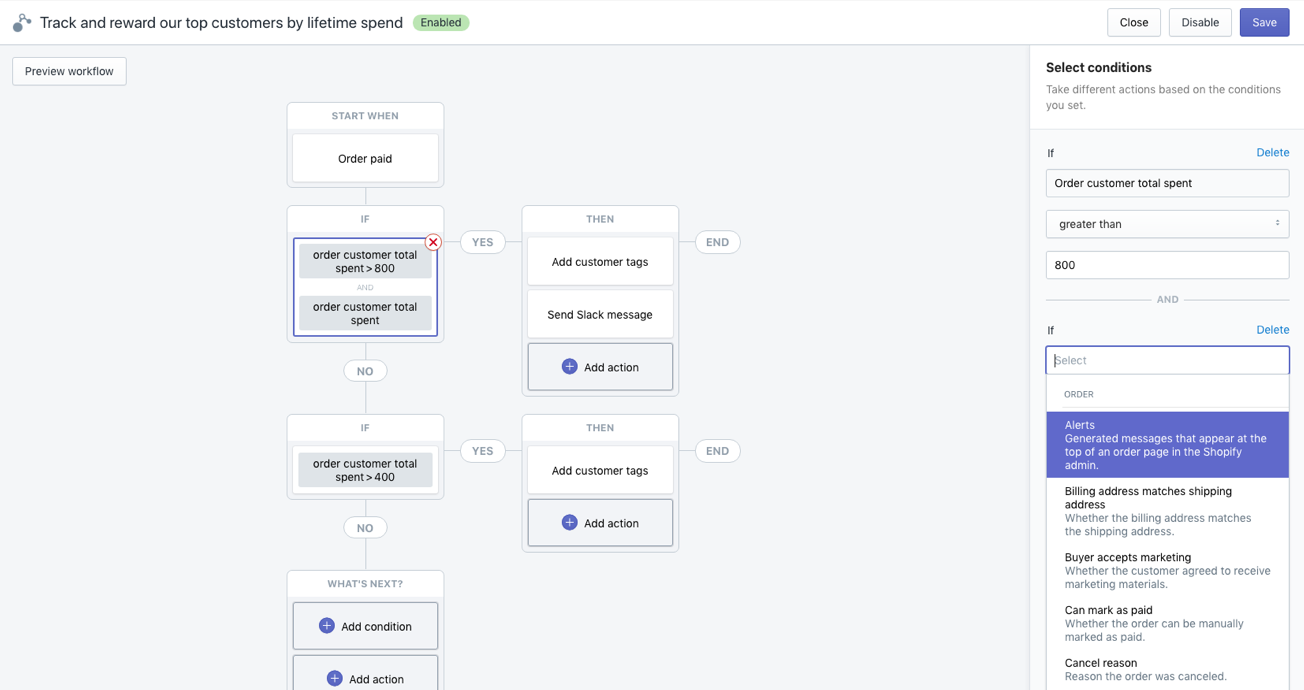 Track and reward our top customers by lifetime spend
Enabled
Close
Disable
Save
Preview workflow
START WHEN
Order paid
IF
order customer total
spent > 800
AND
order customer total
spent
YES
THEN
Add customer tags
Send Slack message
Add action
END
NO
IF
order customer total
spent > 400
YES
THEN
Add customer tags
Add action
END
NO
WHAT'S NEXT?
Add condition
Add action
Select conditions
Take different actions based on the conditions
you set.
If
Delete
Order customer total spent
greater than
800
AND
If
Delete
Select
ORDER
Alerts
Generated messages that appear at the
top of an order page in the Shopify
admin.
Billing address matches shipping
address
Whether the billing address matches
the shipping address.
Buyer accepts marketing
Whether the customer agreed to receive
marketing materials.
Can mark as paid
Whether the order can be manually
marked as paid.
Cancel reason
Reason the order was canceled.